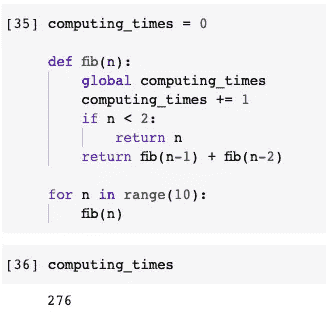 [35] computing_times = 0
def fib(n):
    global computing_times
    computing_times += 1
    if n < 2:
        return n
    return fib(n-1) + fib(n-2)
for n in range(10):
    fib(n)
[36] computing_times
276